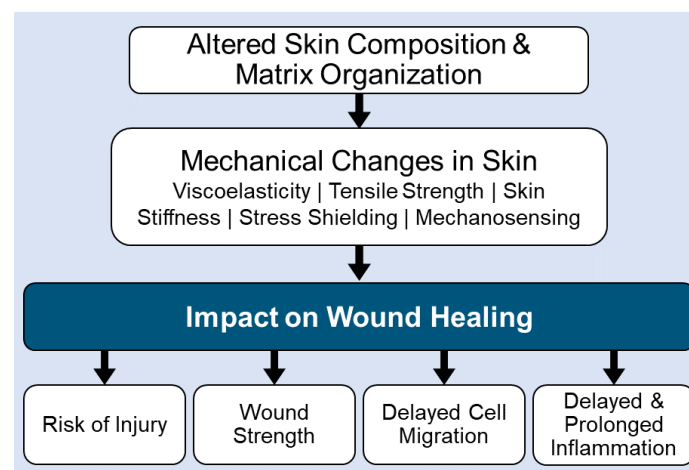 Altered Skin Composition &
Matrix Organization
Mechanical Changes in Skin
Viscoelasticity | Tensile Strength | Skin
Stiffness | Stress Shielding | Mechanosensing
Impact on Wound Healing
Risk of Injury
Wound
Strength
Delayed Cell
Migration
Delayed &
Prolonged
Inflammation